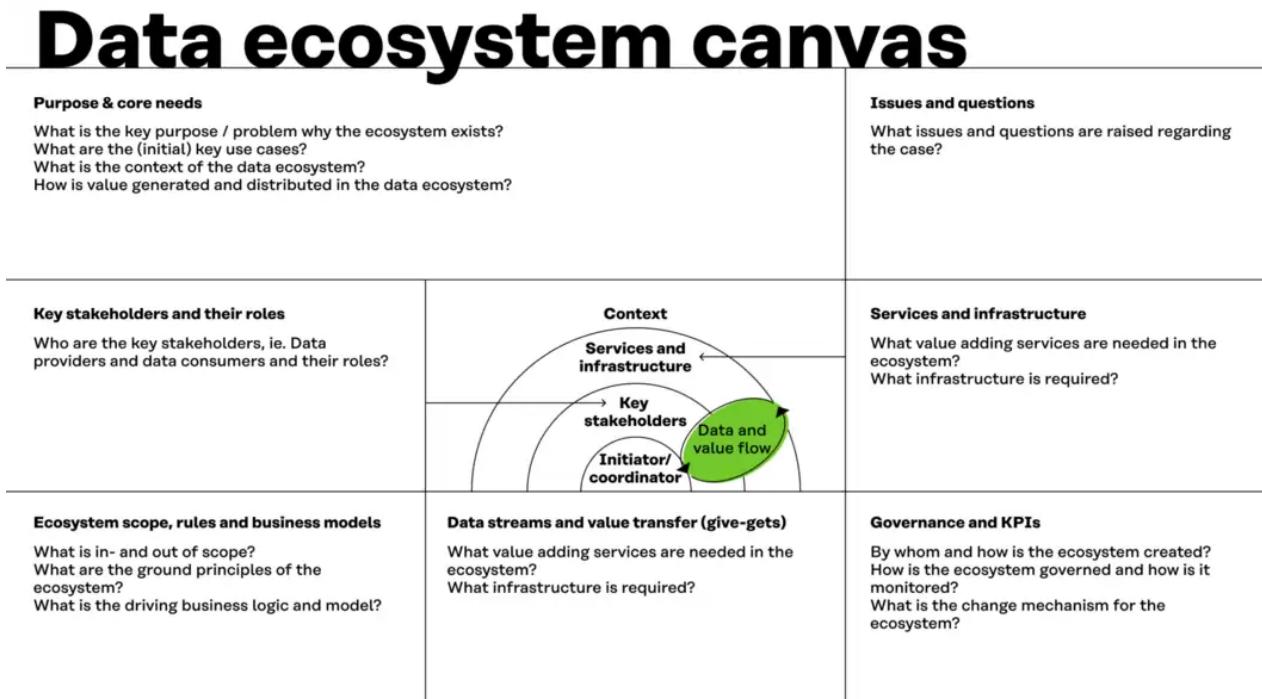 Data ecosystem canvas
Purpose & core needs
What is the key purpose / problem why the ecosystem exists?
What are the (initial) key use cases?
What is the context of the data ecosystem?
How is value generated and distributed in the data ecosystem?
Issues and questions
What issues and questions are raised regarding
the case?
Key stakeholders and their roles
Who are the key stakeholders, ie. Data
providers and data consumers and their roles?
Context
Services and
infrastructure
Key
stakeholders
Data and
value flow
Initiator/
coordinator
Services and infrastructure
What value adding services are needed in the
ecosystem?
What infrastructure is required?
Ecosystem scope, rules and business models
What is in- and out of scope?
What are the ground principles of the
ecosystem?
What is the driving business logic and model?
Data streams and value transfer (give-gets)
What value adding services are needed in the
ecosystem?
What infrastructure is required?
Governance and KPIs
By whom and how is the ecosystem created?
How is the ecosystem governed and how is it
monitored?
What is the change mechanism for the
ecosystem?